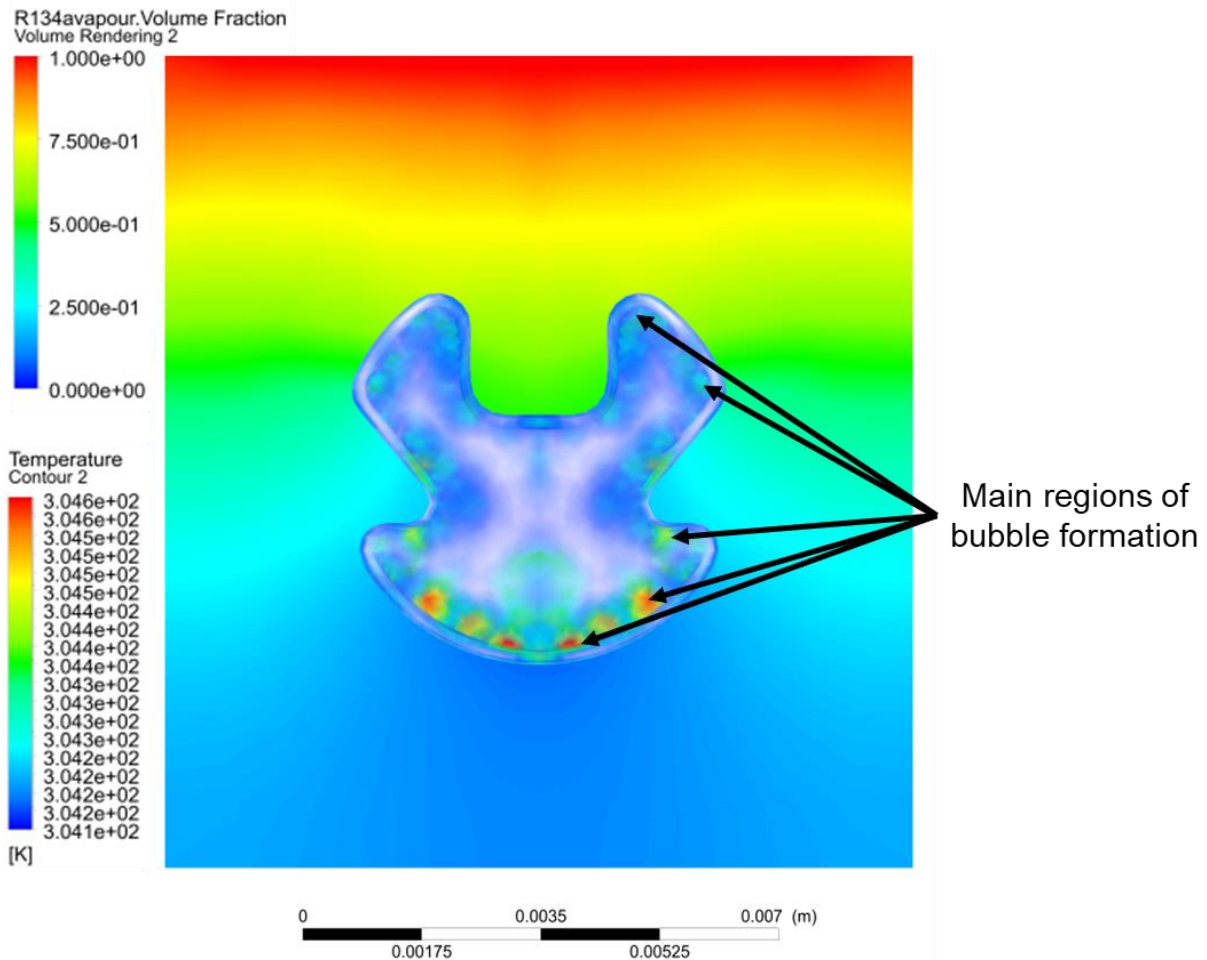 R134avapour.Volume Fraction
Volume Rendering 2
1.000e+00
7.500e-01
5.000e-01
2.500e-01
0.000e+00
Temperature
Contour 2
3.046e+02
3.046e+02
3.045e+02
3.045e+02
3.045e+02
3.045e+02
3.044e+02
3.044e+02
3.044e+02
3.044e+02
3.043e+02
3.043e+02
3.043e+02
3.043e+02
3.042e+02
3.042e+02
3.042e+02
3.042e+02
3.041e+02
[K]
Main regions of
bubble formation
0 0.0035 0.007 (m)
0.00175 0.00525